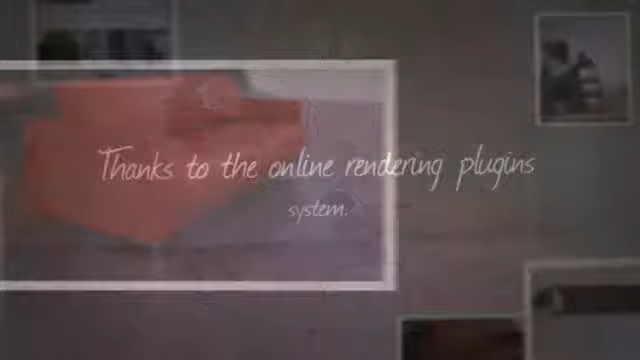 Thanks to the online rendering plugins
system.